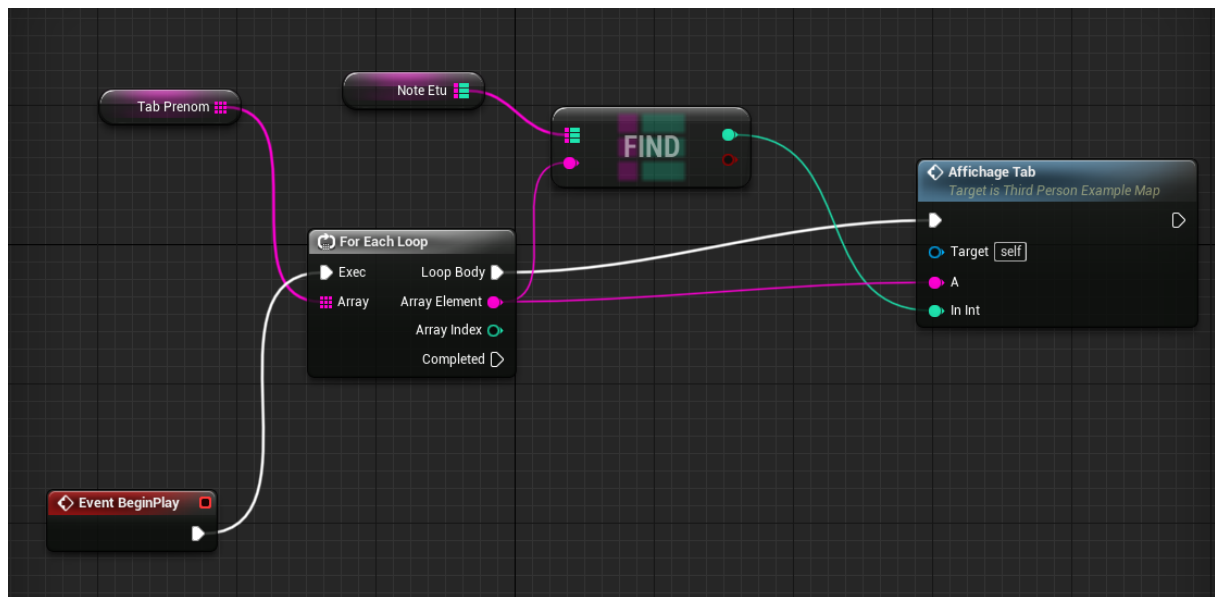 Tab Prenom
Note Etu
FIND
Affichage Tab
Target is Third Person Example Map
For Each Loop
Exec
Loop Body
Target self
Array
Array Element
A
Array Index
In Int
Completed
Event BeginPlay